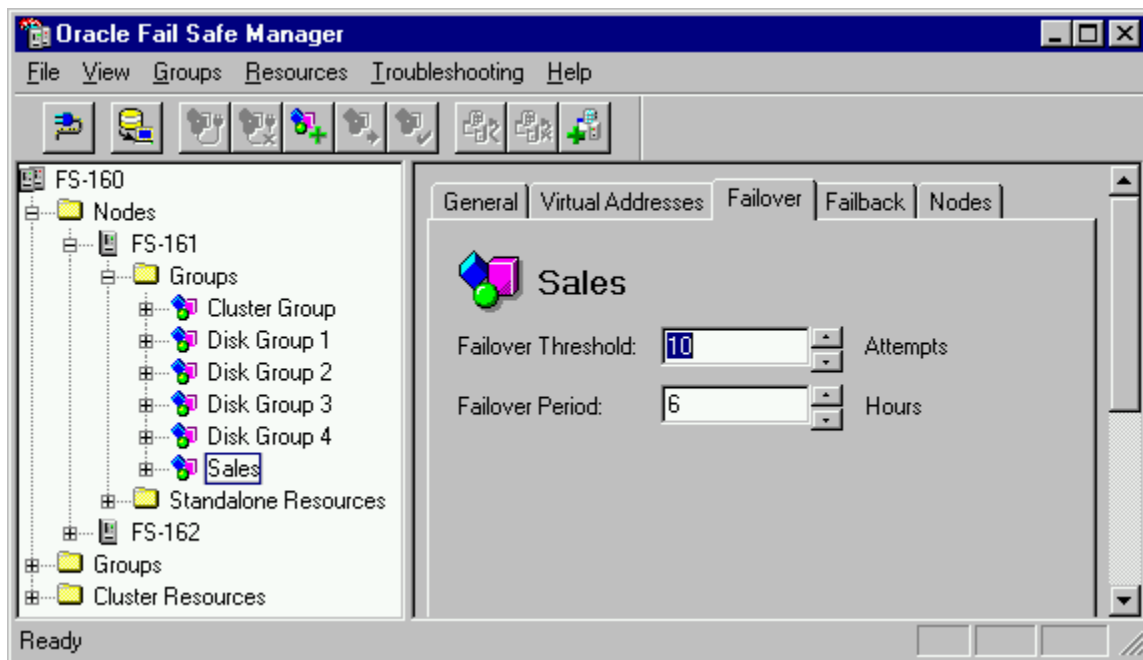 Oracle Fail Safe Manager
File View Groups Resources Troubleshooting Help
FS-160
Nodes
FS-161
Groups
Cluster Group
Disk Group 1
Disk Group 2
Disk Group 3
Disk Group 4
Sales
Standalone Resources
FS-162
Groups
Cluster Resources
General Virtual Addresses Failover Failback Nodes
Sales
Failover Threshold: 10 Attempts
Failover Period: 6 Hours
Ready